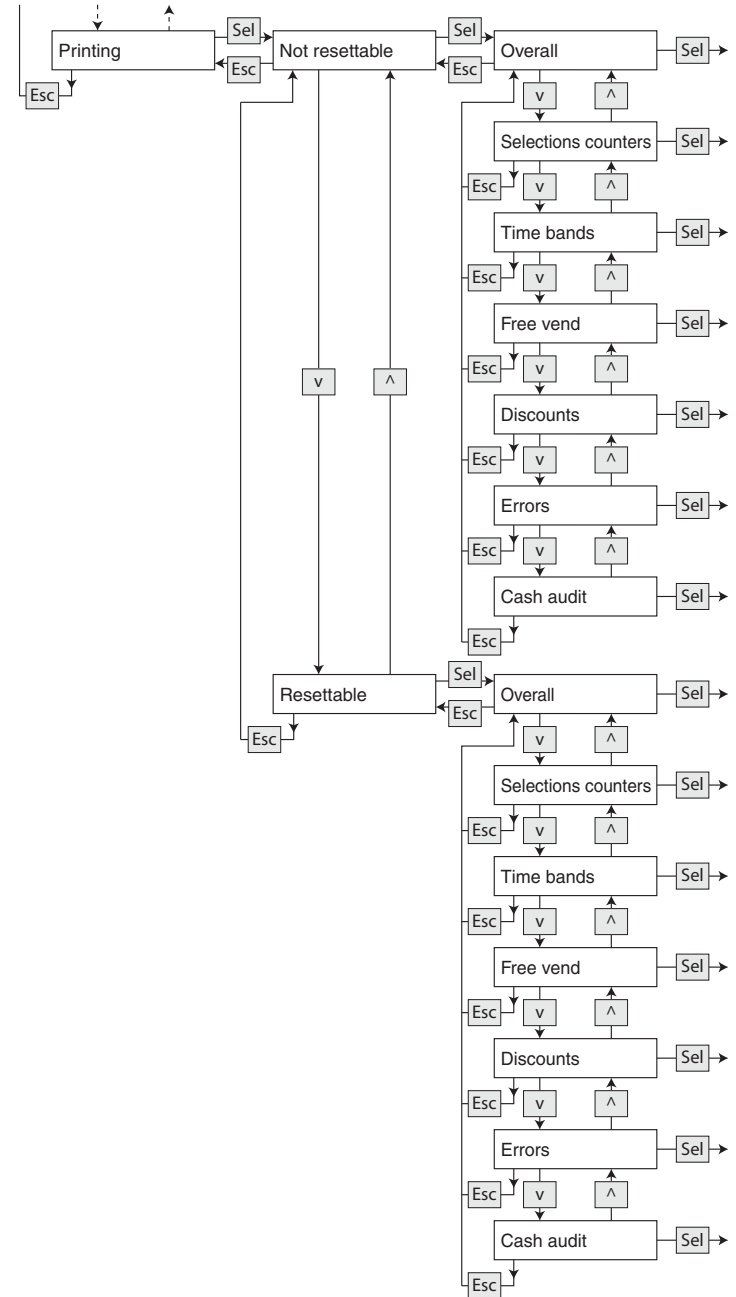 Printing
Sel
Not resettable
Sel
Overall
Sel
Esc
Esc
Esc
v
^
Selections counters
Sel
Esc
v
^
Time bands
Sel
Esc
v
^
Free vend
Sel
Esc
v
^
v
^
Discounts
Sel
Esc
v
^
Errors
Sel
Esc
v
^
Cash audit
Sel
Esc
Resettable
Sel
Overall
Sel
Esc
Esc
v
^
Selections counters
Sel
Esc
v
^
Time bands
Sel
Esc
v
^
Free vend
Sel
Esc
v
^
Discounts
Sel
Esc
v
^
Errors
Sel
Esc
v
^
Cash audit
Sel
Esc